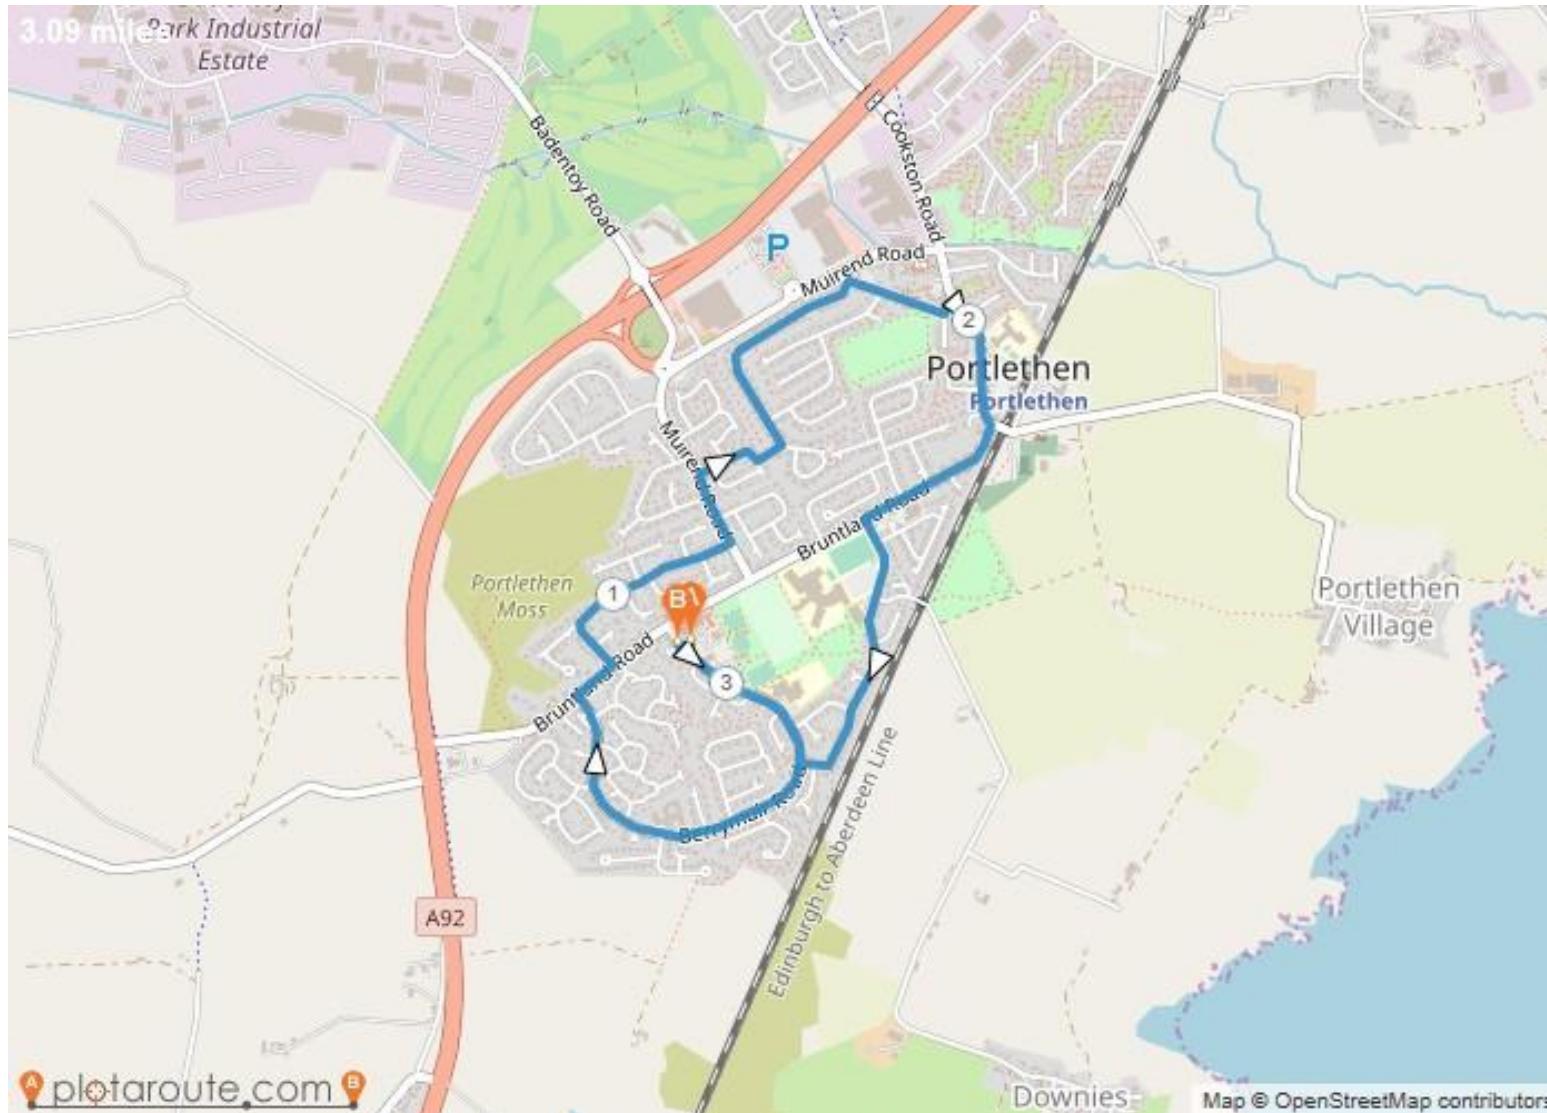 3.09 miles
Park Industrial
Estate
Badentoy Road
Cookston Road
P
Muirend Road
2
Portlethen
Portlethen
Muirend Road
Bruntland Road
Portlethen
Moss
1
B
Portlethen
Village
Bruntland Road
3
Berrymuir Road
Edinburgh to Aberdeen Line
A92
A plotaroute.com B
Downies
Map © OpenStreetMap contributors